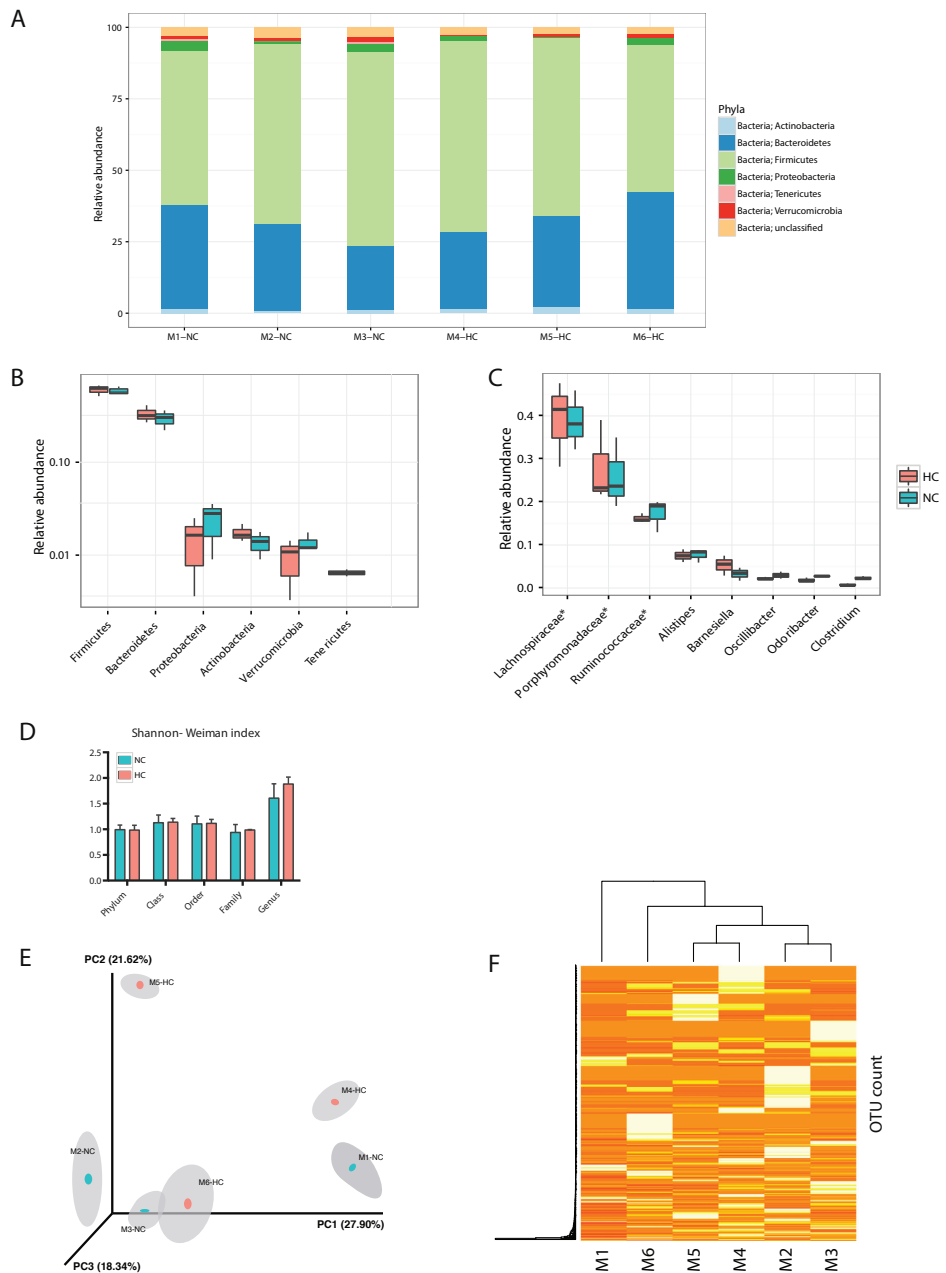 A
100
75
50
25
0
Relative abundance
M1–NC
M2–NC
M3–NC
M4–HC
M5–HC
M6–HC
Phyla
Bacteria; Actinobacteria
Bacteria; Bacteroidetes
Bacteria; Firmicutes
Bacteria; Proteobacteria
Bacteria; Tenericutes
Bacteria; Verrucomicrobia
Bacteria; unclassified
B
Relative abundance
0.10
0.01
Firmicutes
Bacteroidetes
Proteobacteria
Actinobacteria
Verrucomicrobia
Tene ricutes
C
Relative abundance
0.4
0.3
0.2
0.1
0.0
Lachnospiraceae*
Porphyromonadaceae*
Ruminococcaceae*
Alistipes
Barnesiella
Oscillibacter
Odoribacter
Clostridium
HC
NC
D
Shannon- Weiman index
NC
HC
2.5
2.0
1.5
1.0
0.5
0.0
Phylum
Class
Order
Family
Genus
E
PC2 (21.62%)
M5-HC
M4-HC
M2-NC
M1-NC
M6-HC
M3-NC
PC1 (27.90%)
PC3 (18.34%)
F
OTU count
M1
M6
M5
M4
M2
M3